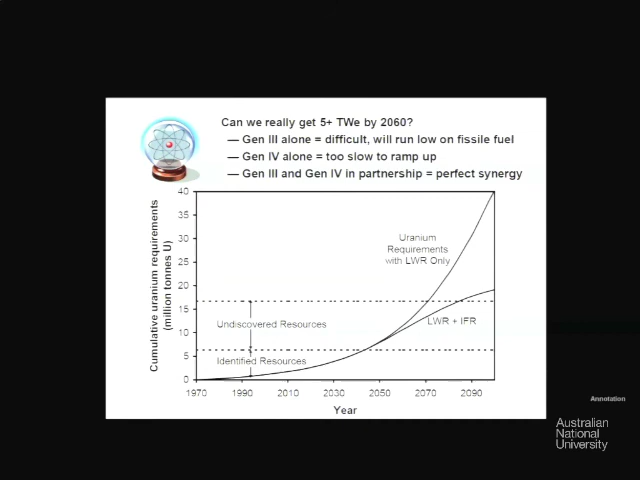 Can we really get 5+ TWe by 2060?
— Gen III alone = difficult, will run low on fissile fuel
— Gen IV alone = too slow to ramp up
— Gen III and Gen IV in partnership = perfect synergy
Cumulative uranium requirements
(million tonnes U)
40
35
30
25
20
15
10
5
0
Uranium
Requirements
with LWR Only
LWR + IFR
Undiscovered Resources
Identified Resources
1970 1990 2010 2030 2050 2070 2090
Year
Annotation
Australian
National
University